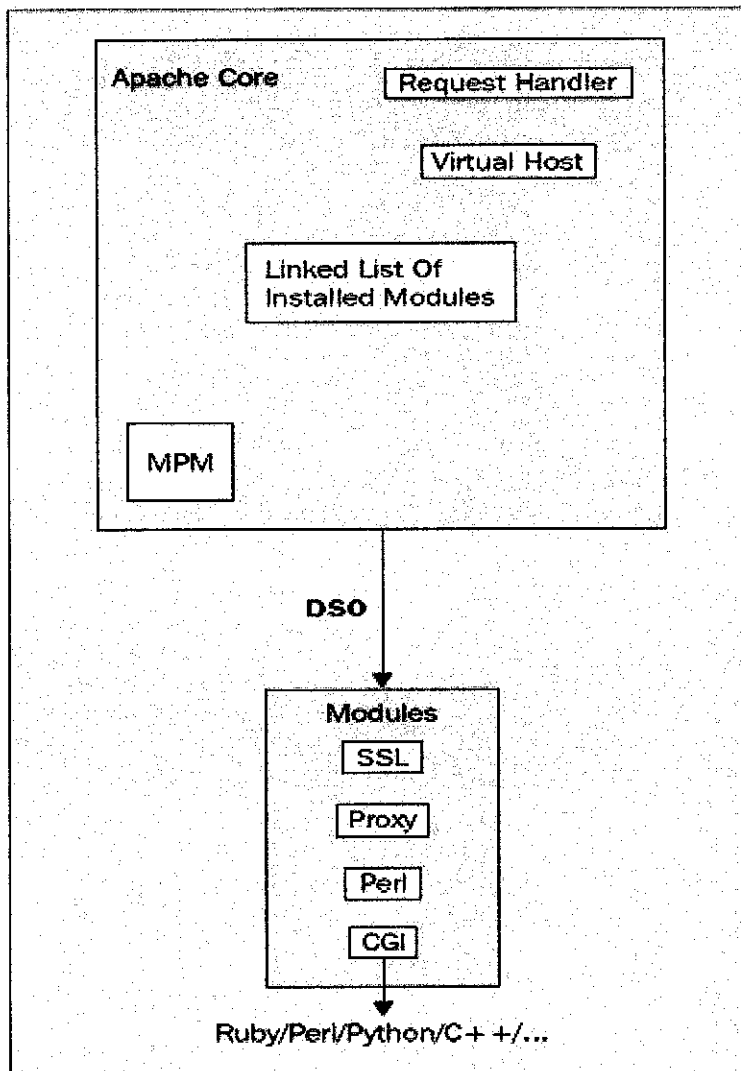 Apache Core
Request Handler
Virtual Host
Linked List Of
Installed Modules
MPM
DSO
Modules
SSL
Proxy
Perl
CGI
Ruby/Perl/Python/C++/...